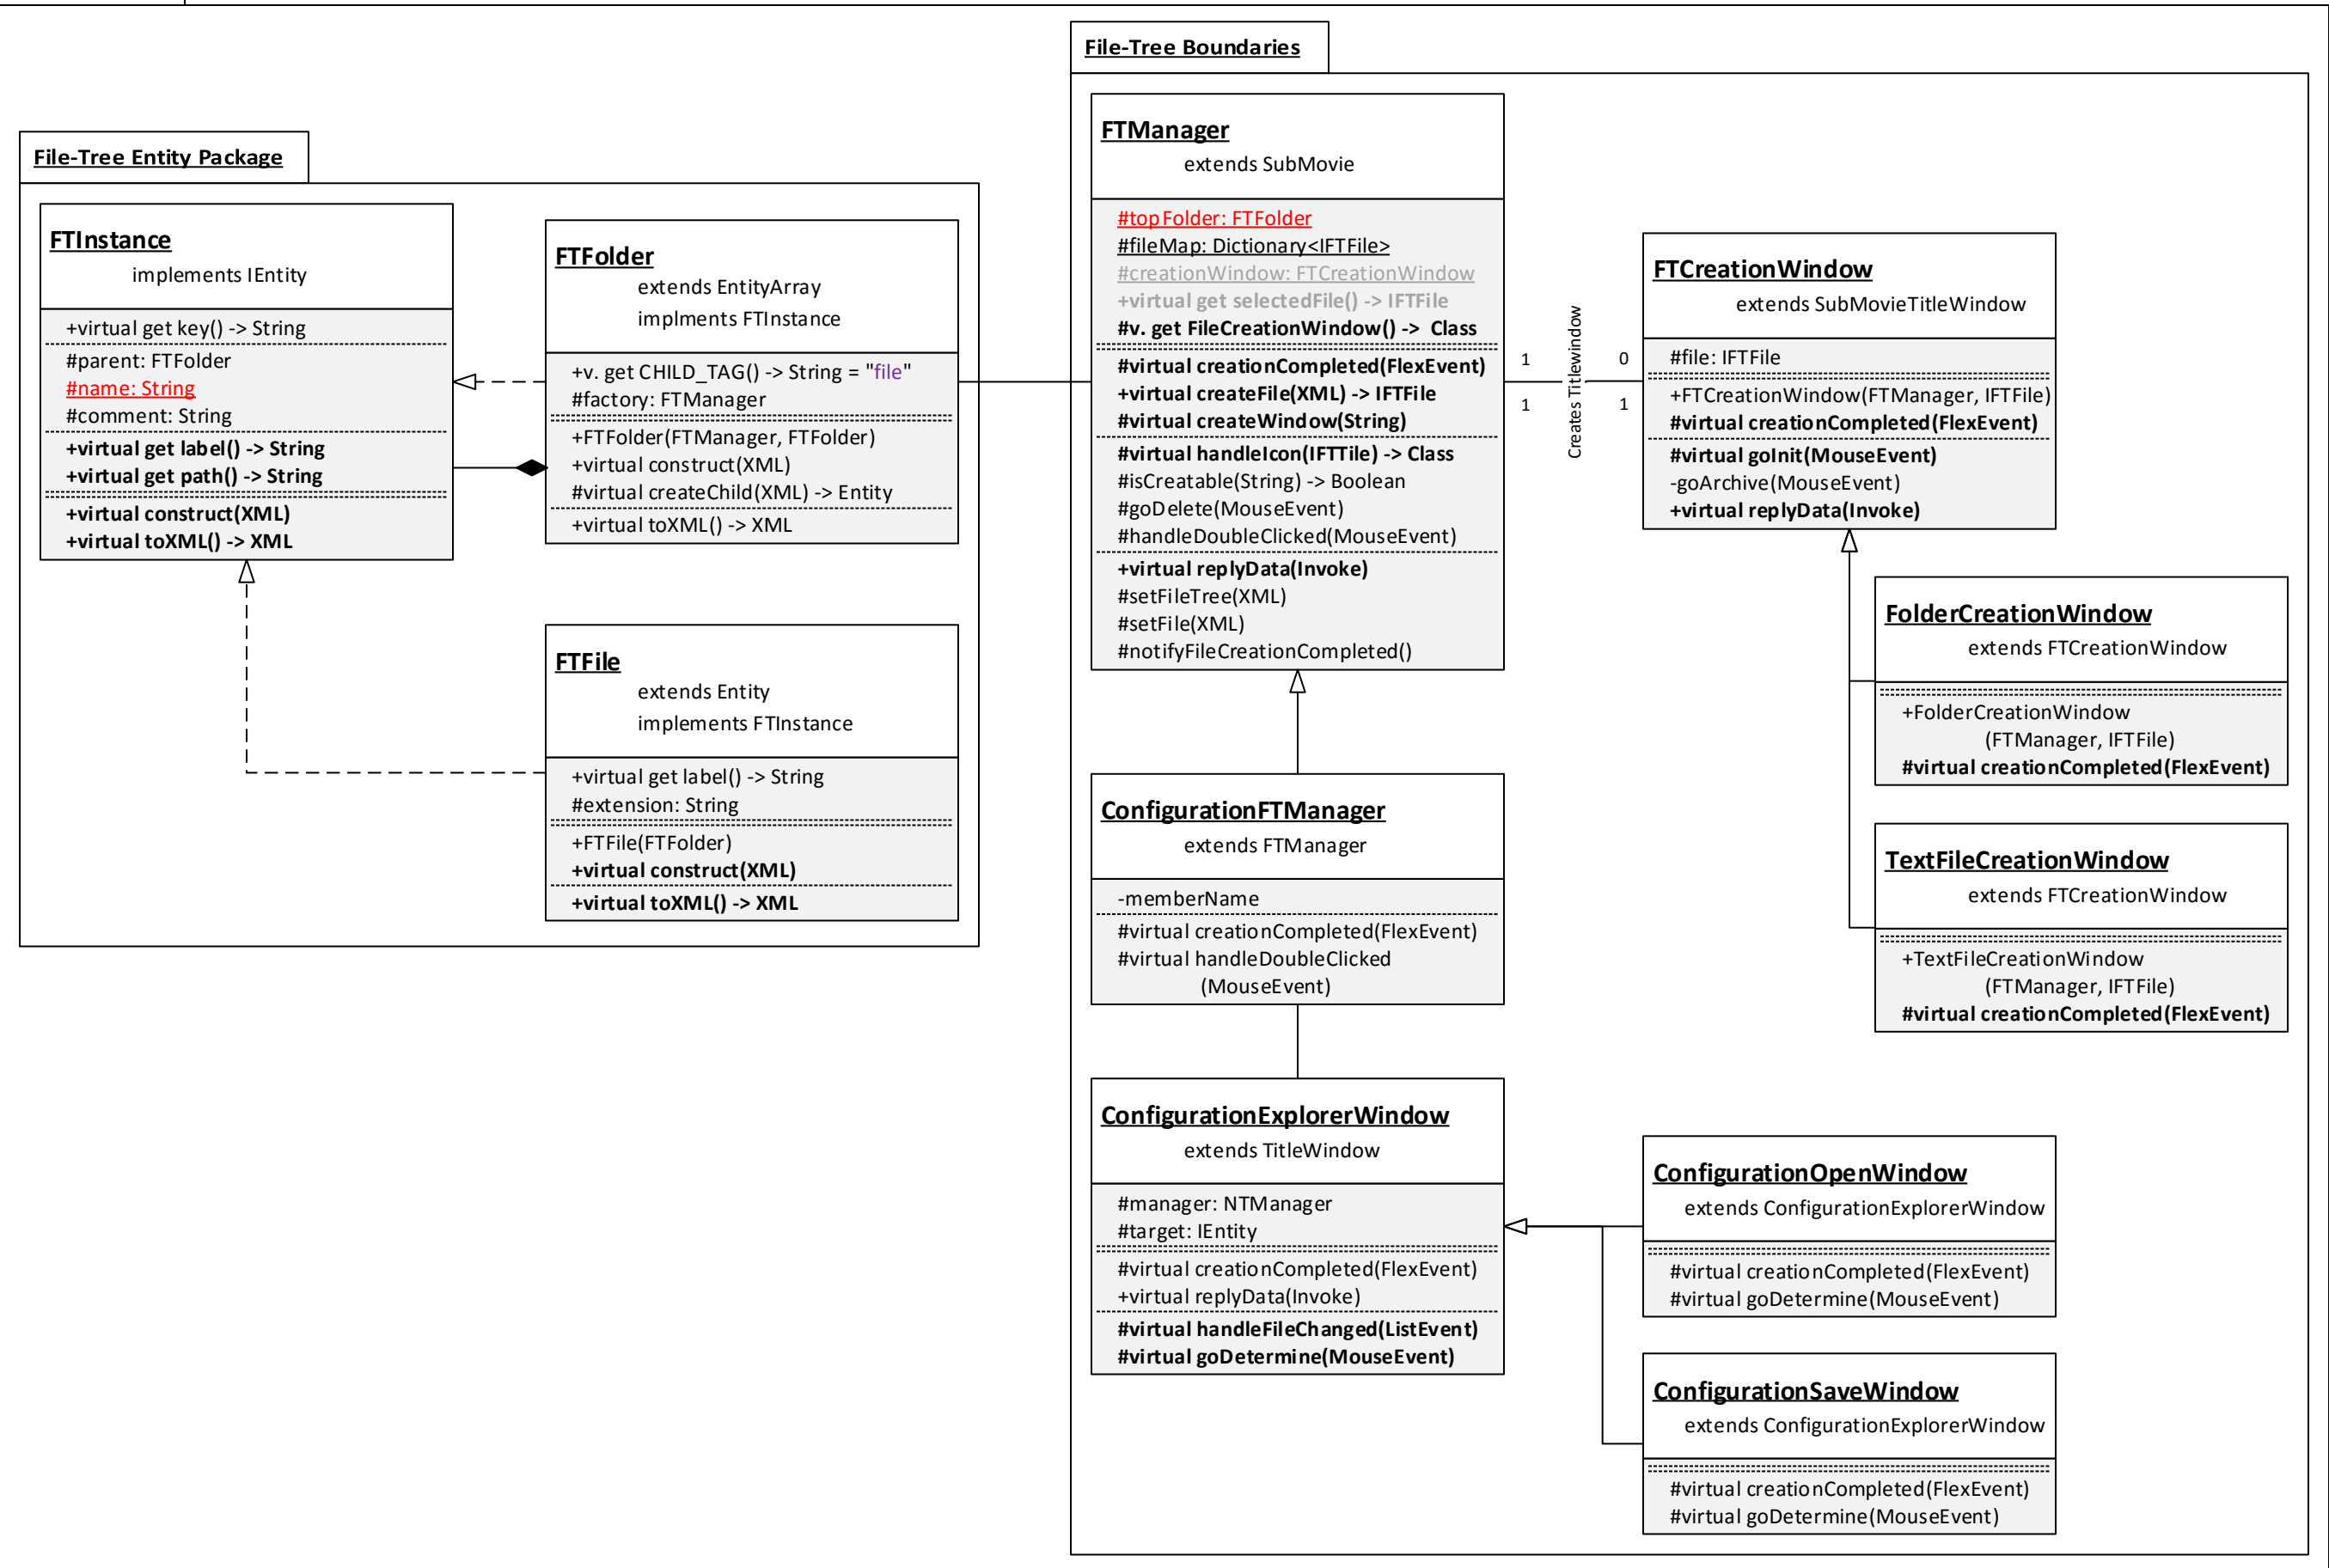 File-Tree Entity Package
FTInstance
implements IEntity
+virtual get key() -> String
#parent: FTFolder
#name: String
#comment: String
+virtual get label() -> String
+virtual get path() -> String
+virtual construct(XML)
+virtual toXML() -> XML
FTFolder
extends EntityArray
implments FTInstance
+v. get CHILD_TAG() -> String = "file"
#factory: FTManager
+FTFolder(FTManager, FTFolder)
+virtual construct(XML)
#virtual createChild(XML) -> Entity
+virtual toXML() -> XML
FTFile
extends Entity
implements FTInstance
+virtual get label() -> String
#extension: String
+FTFile(FTFolder)
+virtual construct(XML)
+virtual toXML() -> XML
File-Tree Boundaries
FTManager
extends SubMovie
#topFolder: FTFolder
#fileMap: Dictionary<IFTFile>
#creationWindow: FTCreationWindow
+virtual get selectedFile() -> IFTFile
#v. get FileCreationWindow() -> Class
#virtual creationCompleted(FlexEvent)
+virtual createFile(XML) -> IFTFile
#virtual createWindow(String)
#virtual handleIcon(IFTTile) -> Class
#isCreatable(String) -> Boolean
#goDelete(MouseEvent)
#handleDoubleClicked(MouseEvent)
+virtual replyData(Invoke)
#setFileTree(XML)
#setFile(XML)
#notifyFileCreationCompleted()
1
1
Creates Titlewindow
0
1
FTCreationWindow
extends SubMovieTitleWindow
#file: IFTFile
+FTCreationWindow(FTManager, IFTFile)
#virtual creationCompleted(FlexEvent)
#virtual goInit(MouseEvent)
-goArchive(MouseEvent)
+virtual replyData(Invoke)
FolderCreationWindow
extends FTCreationWindow
+FolderCreationWindow
(FTManager, IFTFile)
#virtual creationCompleted(FlexEvent)
TextFileCreationWindow
extends FTCreationWindow
+TextFileCreationWindow
(FTManager, IFTFile)
#virtual creationCompleted(FlexEvent)
ConfigurationFTManager
extends FTManager
-memberName
#virtual creationCompleted(FlexEvent)
#virtual handleDoubleClicked
(MouseEvent)
ConfigurationExplorerWindow
extends TitleWindow
#manager: NTManager
#target: IEntity
#virtual creationCompleted(FlexEvent)
+virtual replyData(Invoke)
#virtual handleFileChanged(ListEvent)
#virtual goDetermine(MouseEvent)
ConfigurationOpenWindow
extends ConfigurationExplorerWindow
#virtual creationCompleted(FlexEvent)
#virtual goDetermine(MouseEvent)
ConfigurationSaveWindow
extends ConfigurationExplorerWindow
#virtual creationCompleted(FlexEvent)
#virtual goDetermine(MouseEvent)